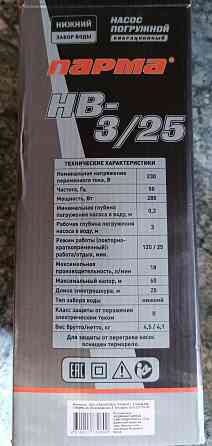 НИЖНИЙ
ЗАБОР ВОДЫ
НАСОС
ПОГРУЖНОЙ
вибрационный
ПАРМА®
НВ-
3/25
ТЕХНИЧЕСКИЕ ХАРАКТЕРИСТИКИ
Номинальное напряжение
переменного тока, В 230
Частота, Гц 50
Мощность, Вт 280
Минимальная глубина
погружения насоса в воду, м 0,2
Рабочая глубина погружения
насоса в воду, м 3
Режим работы (повторно-
кратковременный):
работа/отдых, мин. 120 / 25
Максимальная
производительность, л/мин 18
Максимальный напор, м
Длина электрошнура, м 25
Тип забора воды нижний
Класс защиты от поражения
электрическим током II
Вес брутто/нетто, кг 4,5 / 4,1
Для защиты от перегрева насос
оснащен термореле.